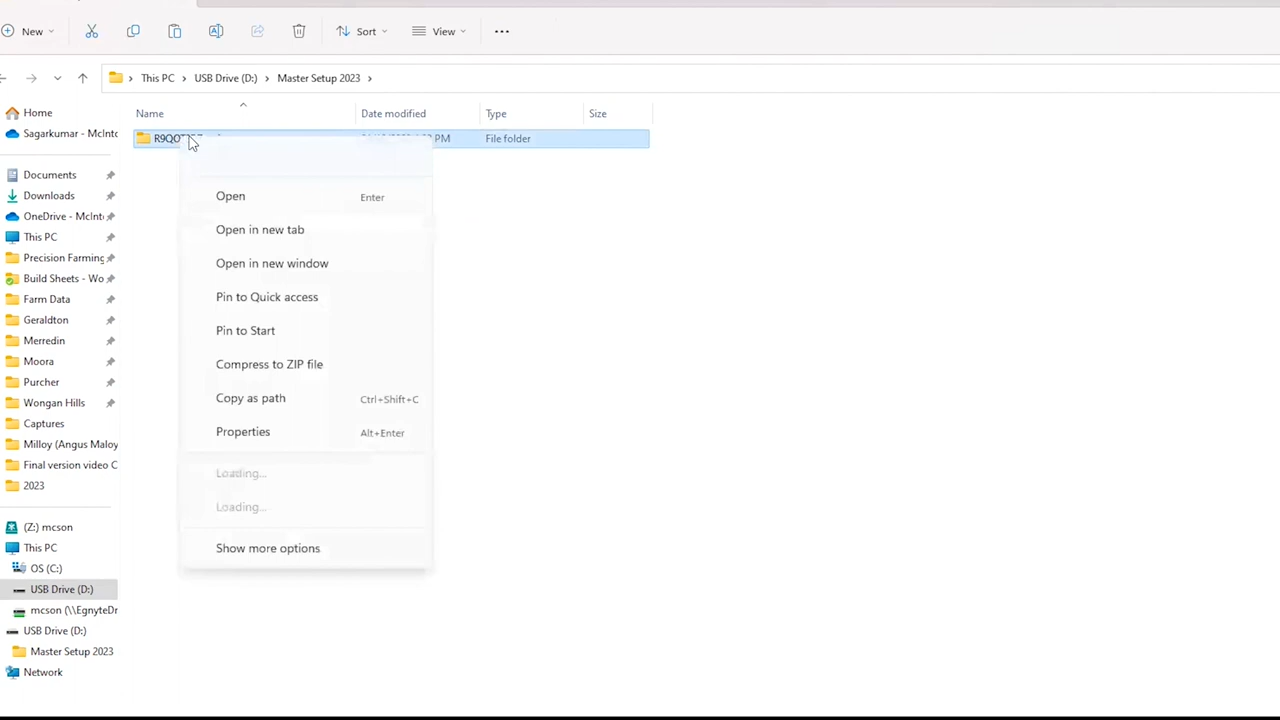 New
Sort
View
This PC
USB Drive (D:)
Master Setup 2023
Home
Name
Date modified
Type
Size
Sagarkumar - McInto
PM
File folder
Documents
Open
Enter
Downloads
OneDrive - McInto
Open in new tab
This PC
Precision Farming
Open in new window
Build Sheets - Wo
Farm Data
Pin to Quick access
Geraldton
Pin to Start
Merredin
Moora
Compress to ZIP file
Purcher
Copy as path
Ctrl+Shift+C
Wongan Hills
Captures
Properties
Alt+Enter
Milloy (Angus Maloy
Final version video C
Loading...
2023
Loading...
(Z:) mcson
This PC
Show more options
OS (C:)
USB Drive (D:)
mcson (\\EgnyteDr
USB Drive (D:)
Master Setup 2023
Network